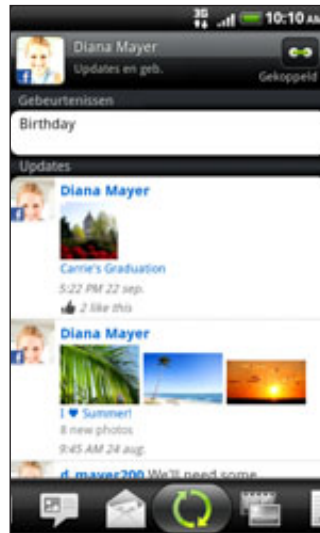 3G 10:10 AM
Diana Mayer
Updates en geb.
Gekoppeld
Gebeurtenissen
Birthday
Updates
Diana Mayer
Carrie's Graduation
5:22 PM 22 sep.
2 like this
Diana Mayer
I ♥ Summer!
8 new photos
9:45 AM 24 aug.
d_mayer200 We'll need some